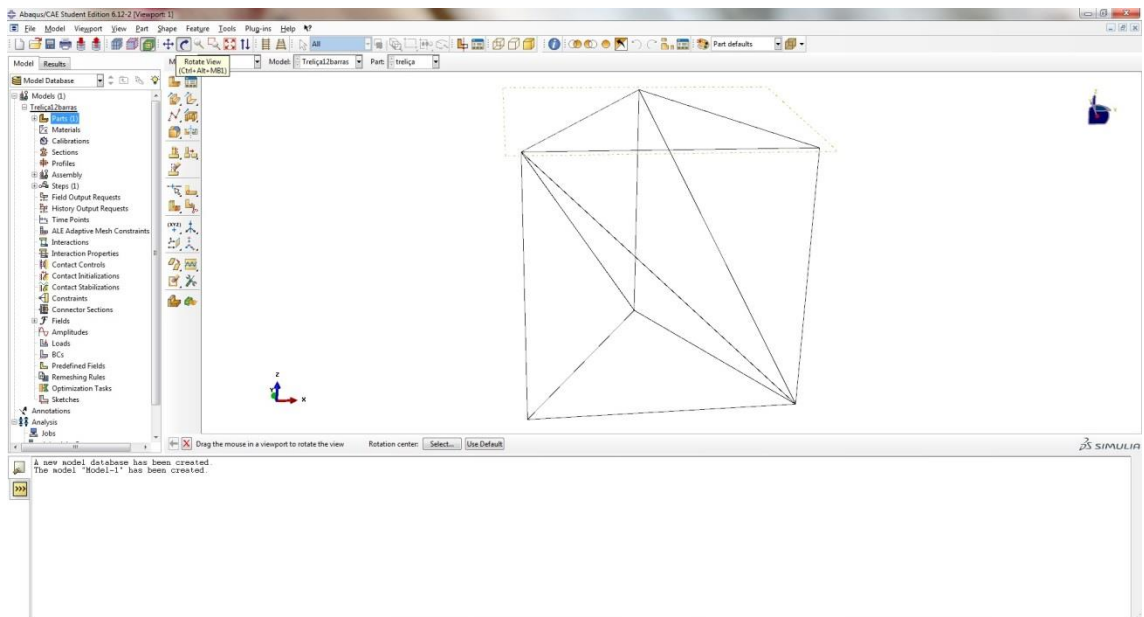 Abaqus/CAE Student Edition 6.12-2 [Viewport: 1]
File Model Viewport View Part Shape Feature Tools Plug-ins Help
All
Part defaults
Model Results
Rotate View
(Ctrl+Alt+MB1)
Model: Treliça12barras Part: treliça
Model Database
Models (1)
Treliça12barras
Parts (1)
Materials
Calibrations
Sections
Profiles
Assembly
Steps (1)
Field Output Requests
History Output Requests
Time Points
ALE Adaptive Mesh Constraints
Interactions
Interaction Properties
Contact Controls
Contact Initializations
Contact Stabilizations
Constraints
Connector Sections
Fields
Amplitudes
Loads
BCs
Predefined Fields
Remeshing Rules
Optimization Tasks
Sketches
Annotations
Analysis
Jobs
(XYZ)
Z
Y
X
Drag the mouse in a viewport to rotate the view Rotation center: Select... Use Default
SIMULIA
A new model database has been created.
The model "Model-1" has been created.
>>>